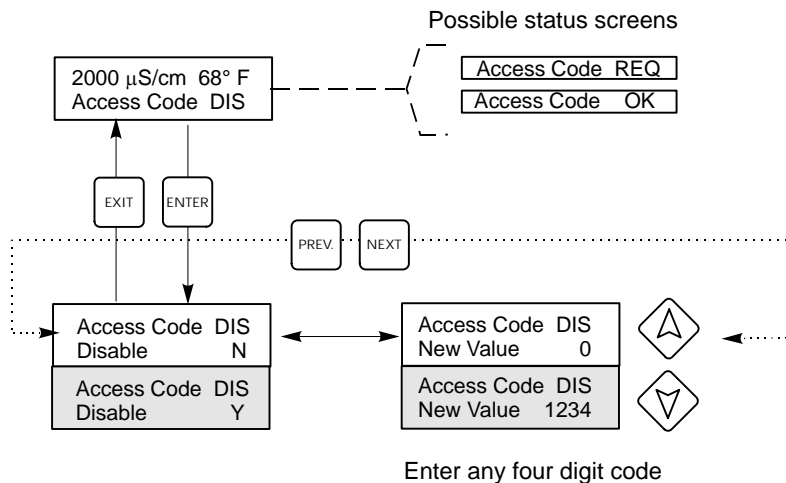 Possible status screens
2000 µS/cm 68° F
Access Code DIS
Access Code REQ
Access Code OK
EXIT
ENTER
PREV.
NEXT
Access Code DIS
Disable N
Access Code DIS
Disable Y
Access Code DIS
New Value 0
Access Code DIS
New Value 1234
Enter any four digit code